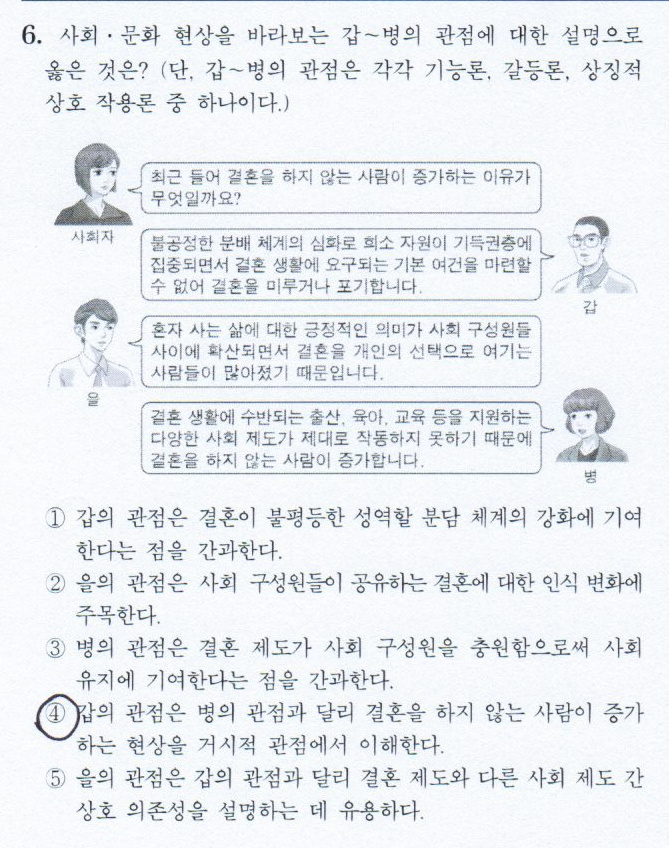 6. 사회·문화 현상을 바라보는 갑~병의 관점에 대한 설명으로
옳은 것은? (단, 갑~병의 관점은 각각 기능론, 갈등론, 상징적
상호 작용론 중 하나이다.)
최근 들어 결혼을 하지 않는 사람이 증가하는 이유가
무엇일까요?
사회자
불공정한 분배 체계의 심화로 희소 자원이 기득권층에
집중되면서 결혼 생활에 요구되는 기본 여건을 마련할
수 없어 결혼을 미루거나 포기합니다.
갑
혼자 사는 삶에 대한 긍정적인 의미가 사회 구성원들
사이에 확산되면서 결혼을 개인의 선택으로 여기는
사람들이 많아졌기 때문입니다.
을
결혼 생활에 수반되는 출산, 육아, 교육 등을 지원하는
다양한 사회 제도가 제대로 작동하지 못하기 때문에
결혼을 하지 않는 사람이 증가합니다.
병
① 갑의 관점은 결혼이 불평등한 성역할 분담 체계의 강화에 기여
한다는 점을 간과한다.
② 을의 관점은 사회 구성원들이 공유하는 결혼에 대한 인식 변화에
주목한다.
③ 병의 관점은 결혼 제도가 사회 구성원을 충원함으로써 사회
유지에 기여한다는 점을 간과한다.
④ 갑의 관점은 병의 관점과 달리 결혼을 하지 않는 사람이 증가
하는 현상을 거시적 관점에서 이해한다.
⑤ 을의 관점은 갑의 관점과 달리 결혼 제도와 다른 사회 제도 간
상호 의존성을 설명하는 데 유용하다.